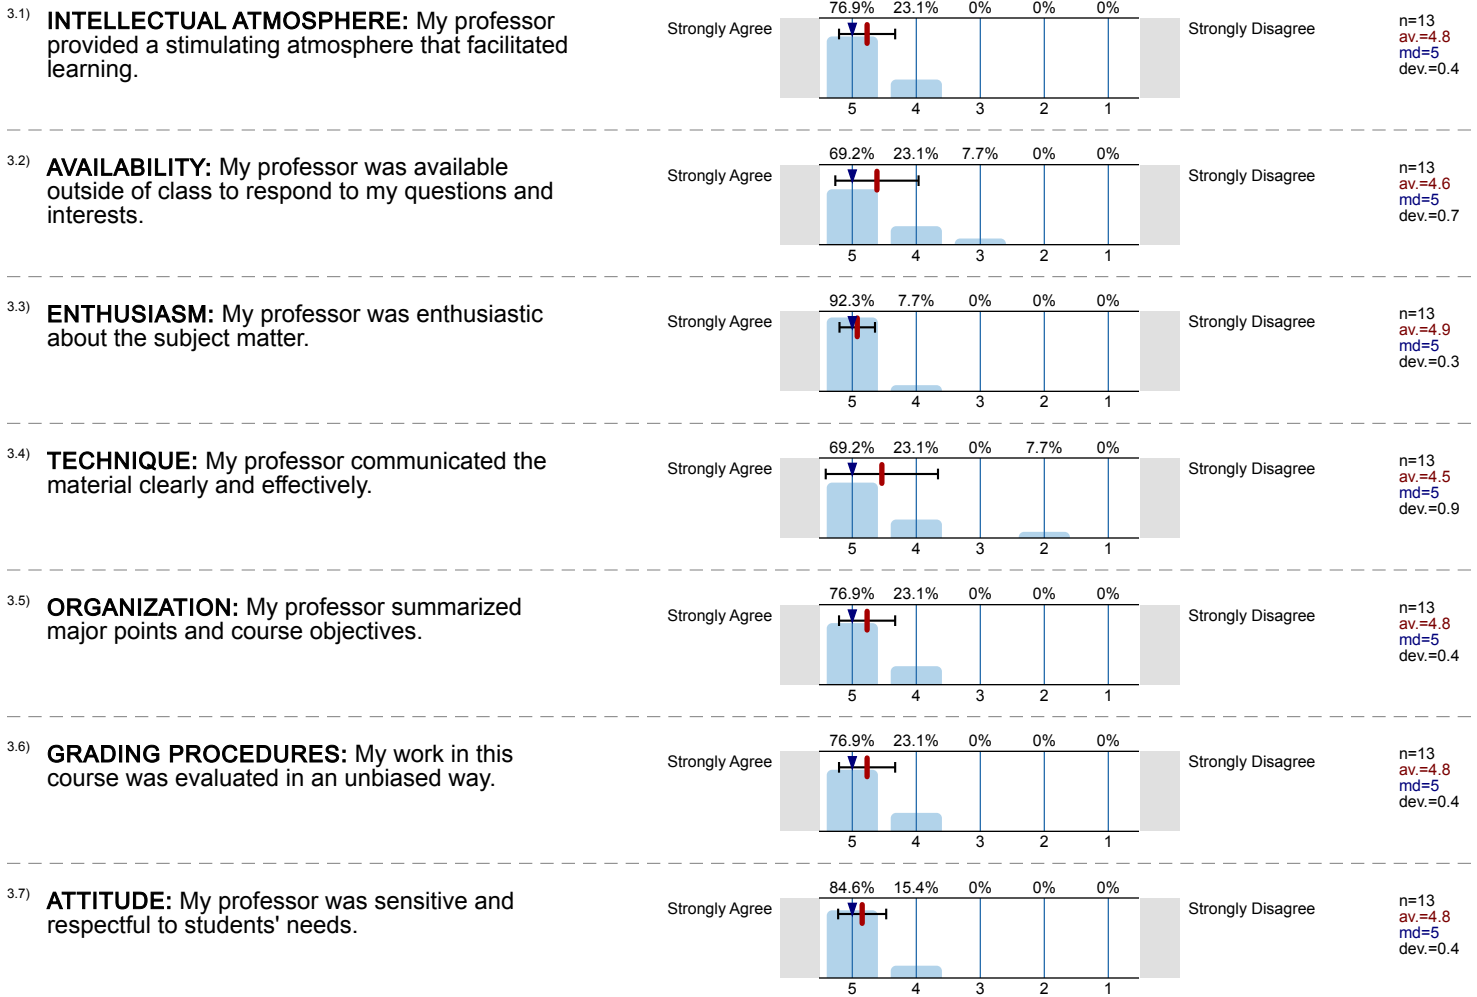 3.1) INTELLECTUAL ATMOSPHERE: My professor
provided a stimulating atmosphere that facilitated
learning.
Strongly Agree
76.9% 23.1% 0% 0% 0%
5 4 3 2 1
Strongly Disagree
n=13
av.=4.8
md=5
dev.=0.4
3.2) AVAILABILITY: My professor was available
outside of class to respond to my questions and
interests.
Strongly Agree
69.2% 23.1% 7.7% 0% 0%
5 4 3 2 1
Strongly Disagree
n=13
av.=4.6
md=5
dev.=0.7
3.3) ENTHUSIASM: My professor was enthusiastic
about the subject matter.
Strongly Agree
92.3% 7.7% 0% 0% 0%
5 4 3 2 1
Strongly Disagree
n=13
av.=4.9
md=5
dev.=0.3
3.4) TECHNIQUE: My professor communicated the
material clearly and effectively.
Strongly Agree
69.2% 23.1% 0% 7.7% 0%
5 4 3 2 1
Strongly Disagree
n=13
av.=4.5
md=5
dev.=0.9
3.5) ORGANIZATION: My professor summarized
major points and course objectives.
Strongly Agree
76.9% 23.1% 0% 0% 0%
5 4 3 2 1
Strongly Disagree
n=13
av.=4.8
md=5
dev.=0.4
3.6) GRADING PROCEDURES: My work in this
course was evaluated in an unbiased way.
Strongly Agree
76.9% 23.1% 0% 0% 0%
5 4 3 2 1
Strongly Disagree
n=13
av.=4.8
md=5
dev.=0.4
3.7) ATTITUDE: My professor was sensitive and
respectful to students' needs.
Strongly Agree
84.6% 15.4% 0% 0% 0%
5 4 3 2 1
Strongly Disagree
n=13
av.=4.8
md=5
dev.=0.4